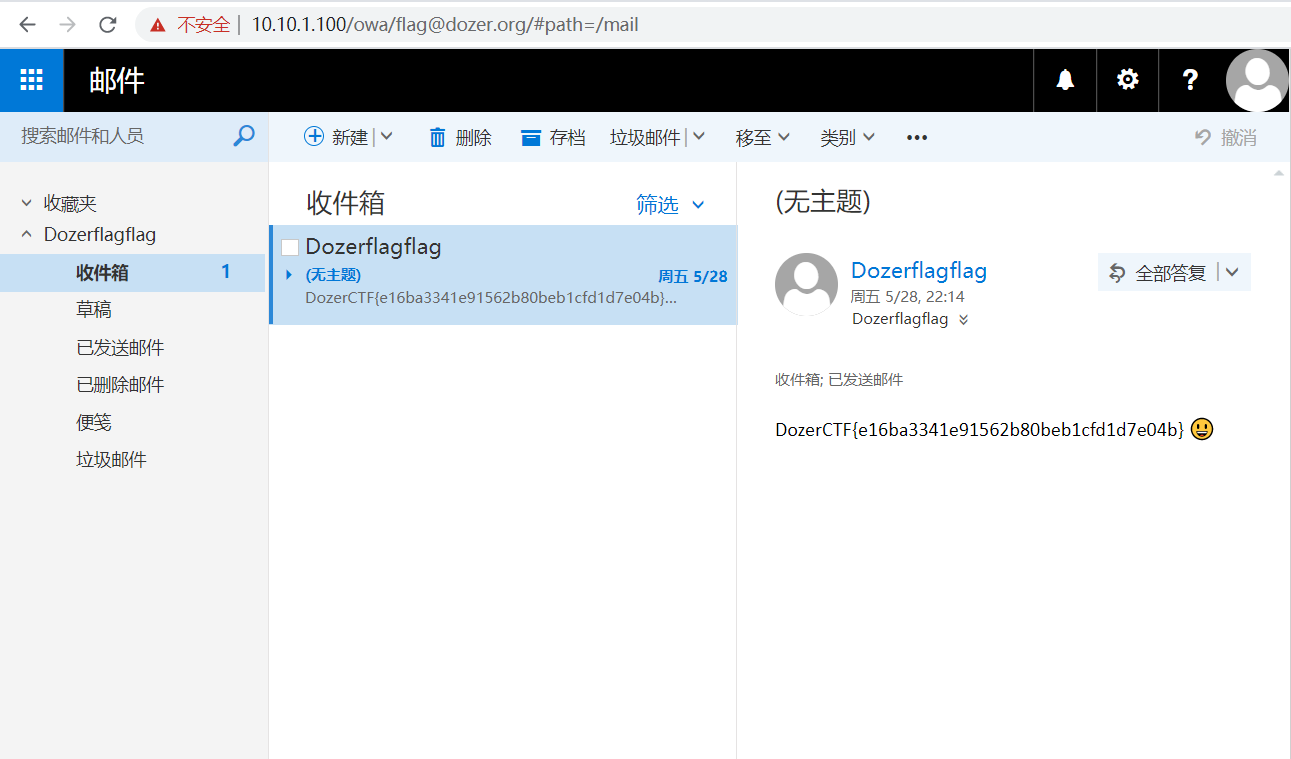 不安全 | 10.10.1.100/owa/flag@dozer.org/#path=/mail
邮件
搜索邮件和人员
新建
删除
存档
垃圾邮件
移至
类别
撤消
收藏夹
Dozerflagflag
收件箱 1
草稿
已发送邮件
已删除邮件
便笺
垃圾邮件
收件箱
筛选
Dozerflagflag
(无主题) 周五 5/28
DozerCTF{e16ba3341e91562b80beb1cfd1d7e04b}...
(无主题)
Dozerflagflag
周五 5/28, 22:14
Dozerflagflag
全部答复
收件箱; 已发送邮件
DozerCTF{e16ba3341e91562b80beb1cfd1d7e04b} 😃